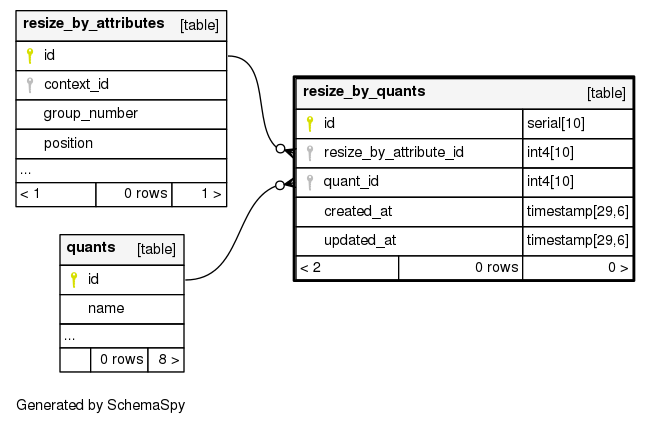 resize_by_attributes [table]
id
context_id
group_number
position
...
< 1 0 rows 1 >
resize_by_quants [table]
id serial[10]
resize_by_attribute_id int4[10]
quant_id int4[10]
created_at timestamp[29,6]
updated_at timestamp[29,6]
< 2 0 rows 0 >
quants [table]
id
name
...
0 rows 8 >
Generated by SchemaSpy